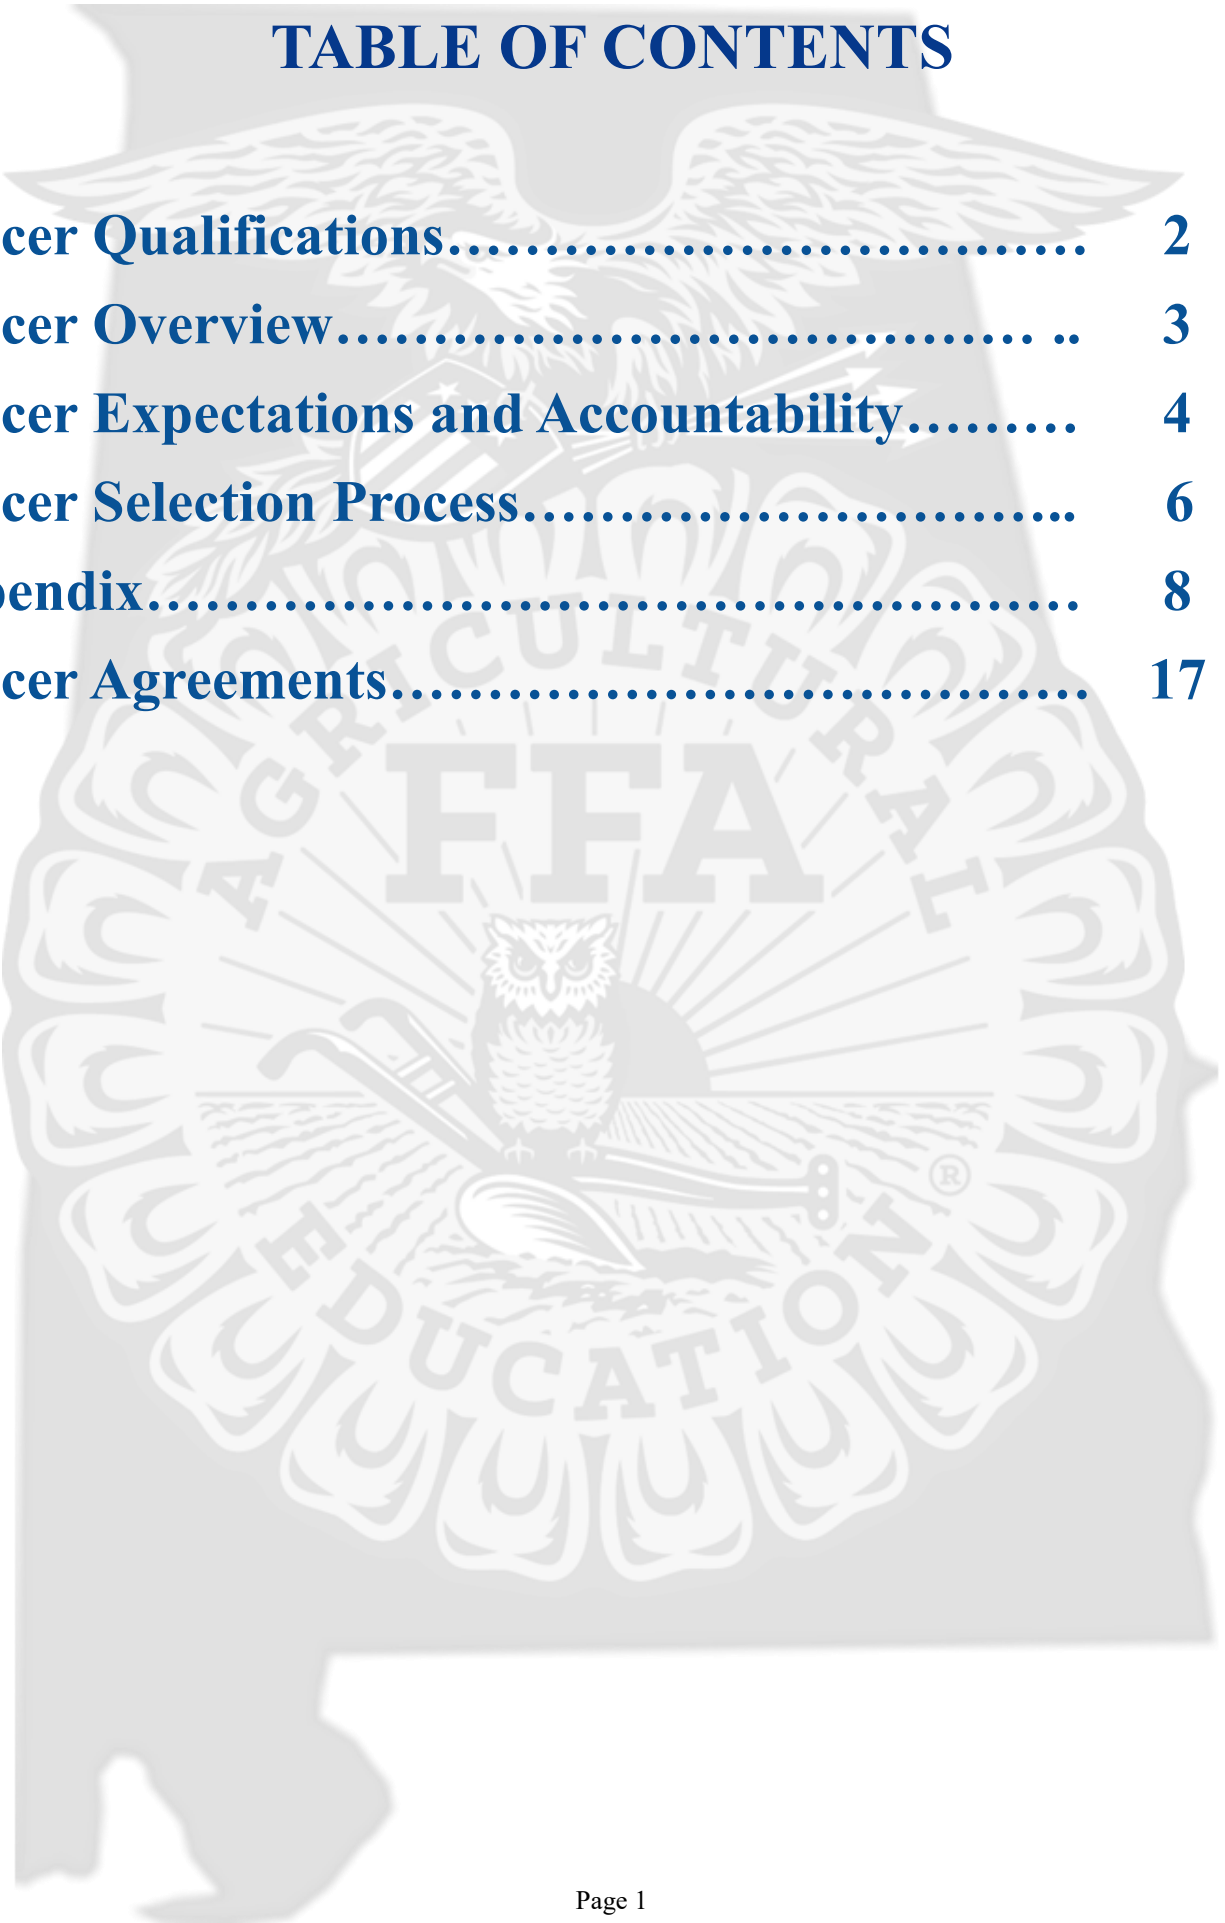 TABLE OF CONTENTS
cer Qualifications…………………………… 2
cer Overview……………………………… .. 3
cer Expectations and Accountability……… 4
cer Selection Process……………………….. 6
pendix………………………………………… 8
cer Agreements……………………………… 17
AGRICULTURAL
FFA
®
EDUCATION
Page 1